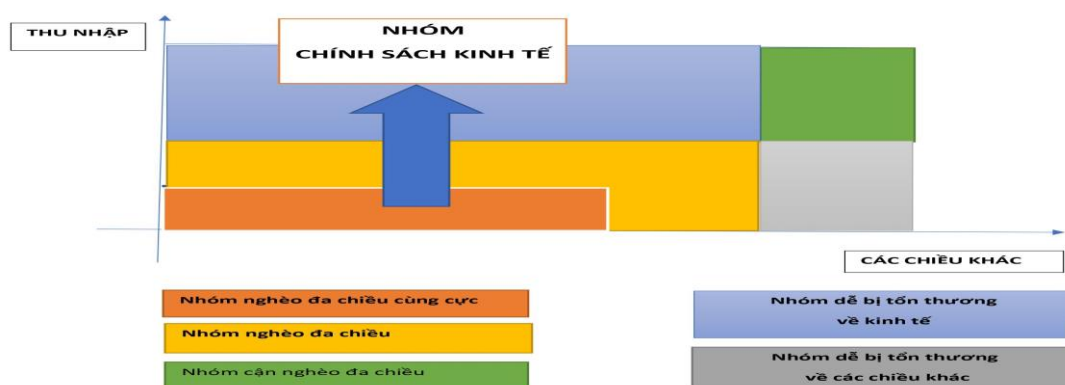 THU NHẬP
NHÓM
CHÍNH SÁCH KINH TẾ
CÁC CHIỀU KHÁC
Nhóm nghèo đa chiều cùng cực
Nhóm nghèo đa chiều
Nhóm cận nghèo đa chiều
Nhóm dễ bị tổn thương
về kinh tế
Nhóm dễ bị tổn thương
về các chiều khác